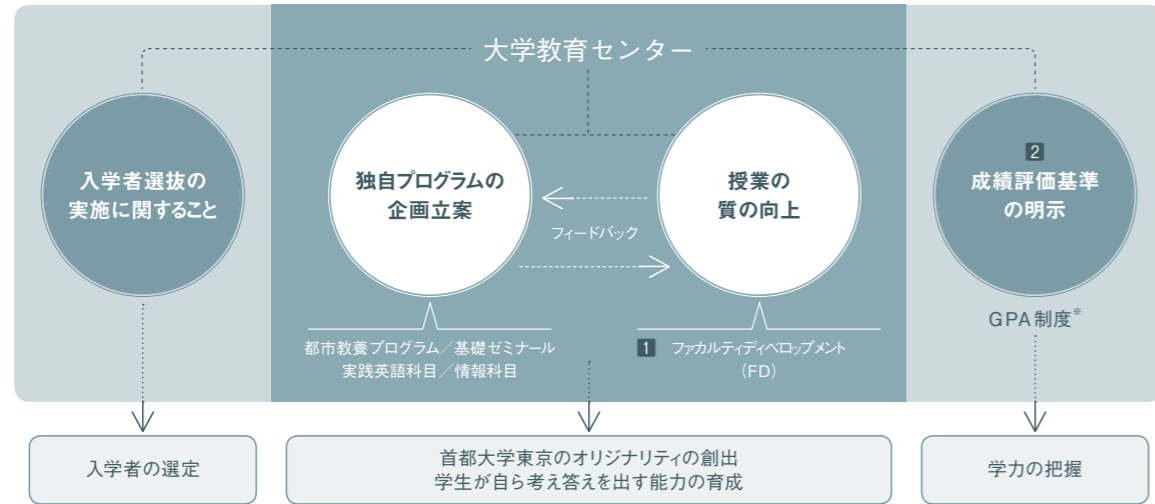 大学教育センター
入学者選抜の
実施に関すること
独自プログラムの
企画立案
フィードバック
授業の
質の向上
2
成績評価基準
の明示
都市教養プログラム／基礎ゼミナール
実践英語科目／情報科目
1 ファカルティディベロップメント
（FD）
GPA制度※
入学者の選定
首都大学東京のオリジナリティの創出
学生が自ら考え答えを出す能力の育成
学力の把握